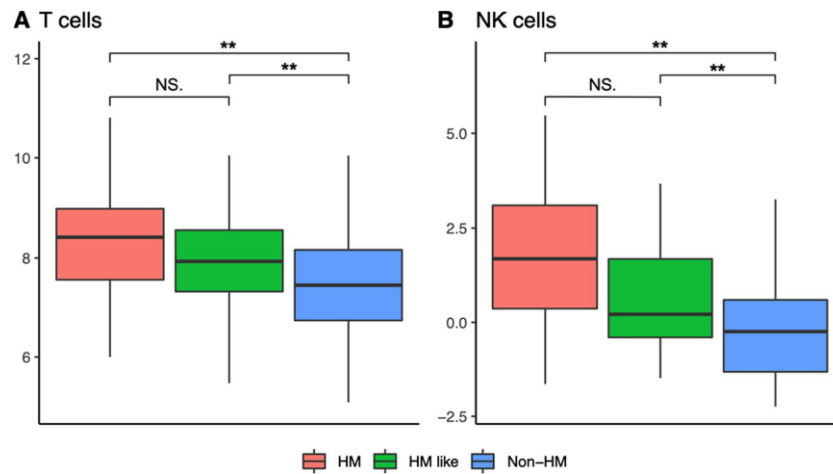 A T cells
**
**
NS.
12
10
8
6
B NK cells
**
**
NS.
5.0
2.5
0.0
−2.5
HM HM like Non−HM